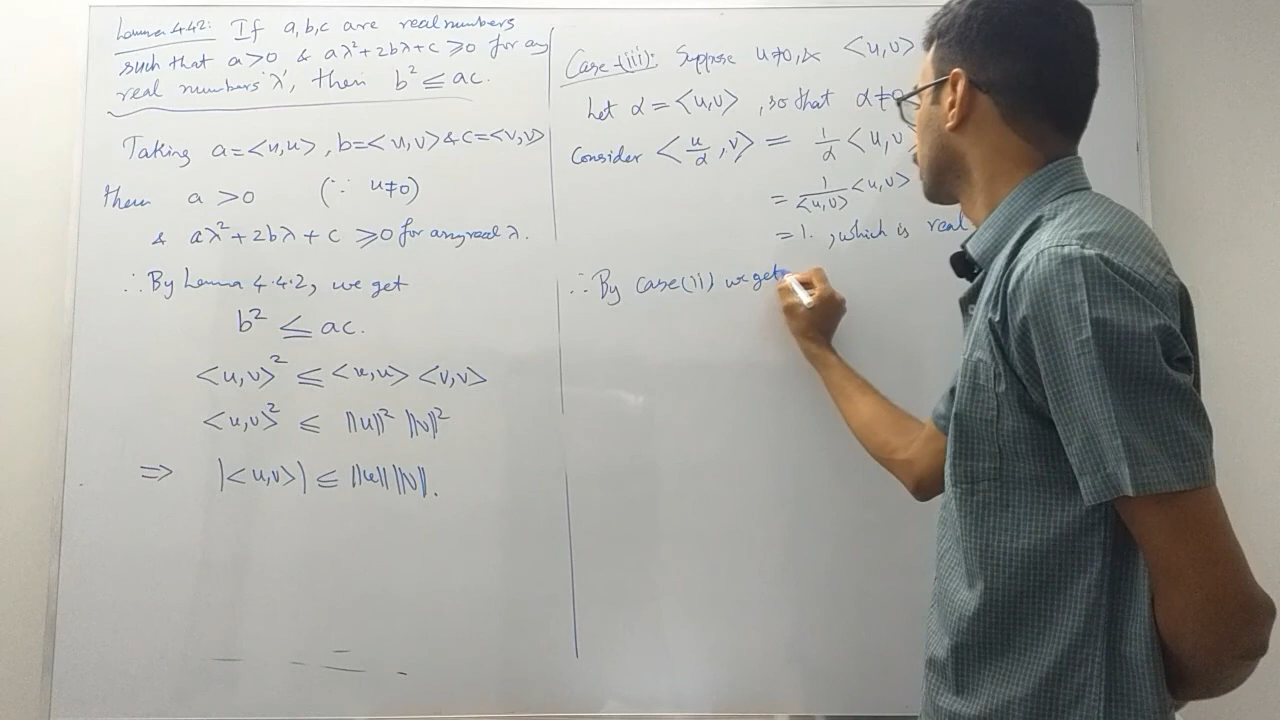 Lemma 4.4.2: If a,b,c are real numbers
such that a>0 & aλ²+2bλ+c ⩾0 for any
real numbers 'λ', then b² ≤ ac.
Taking a=<u,u>, b=<u,v> & c=<v,v>
then a >0 (∵ u≠0)
& aλ²+2bλ+c ⩾0 for any real λ.
∴ By Lemma 4.4.2, we get
b² ≤ ac.
<u,v>² ≤ <u,u> <v,v>
<u,v>² ≤ ||u||² ||v||²
⇒ |<u,v>| ≤ ||u|| ||v||.
Case-(iii): Suppose u≠0, & <u,v>
Let α = <u,v>, so that α≠0
Consider <u/α, v> = 1/α <u,v
= 1/<u,v> <u,v>
= 1. , which is real
∴ By case(ii) we get